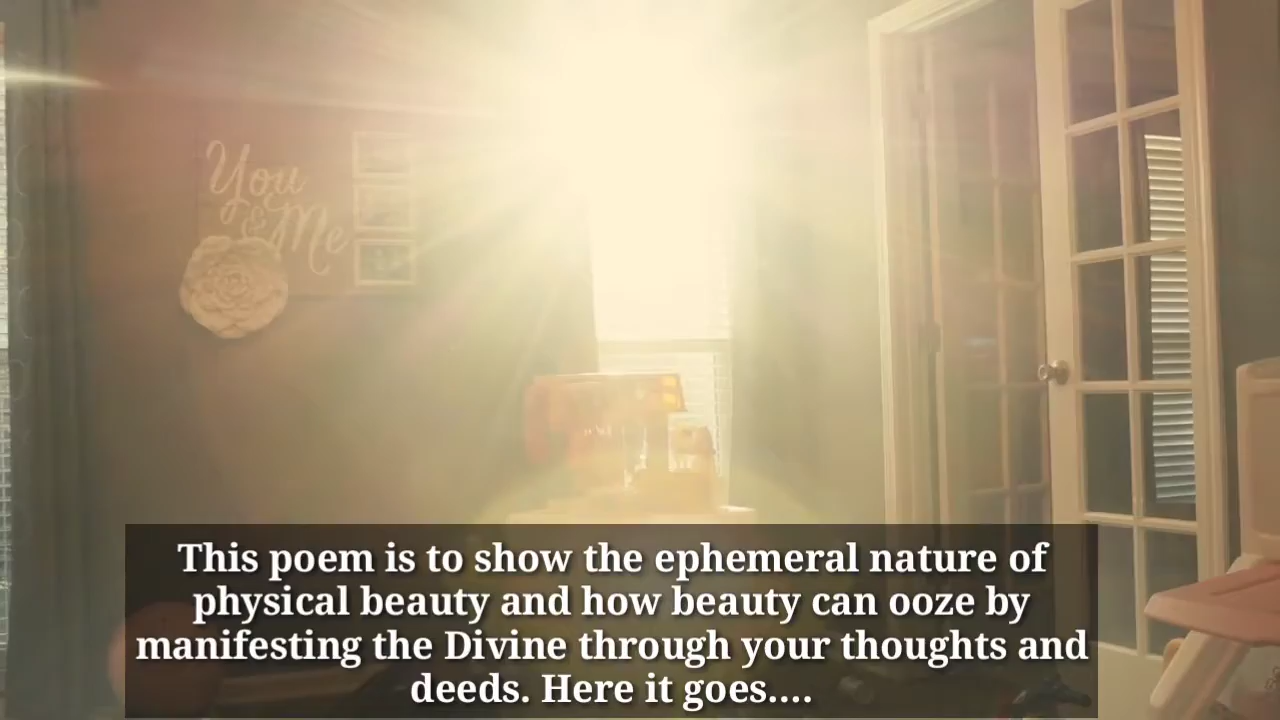 You
& Me
This poem is to show the ephemeral nature of
physical beauty and how beauty can ooze by
manifesting the Divine through your thoughts and
deeds. Here it goes....